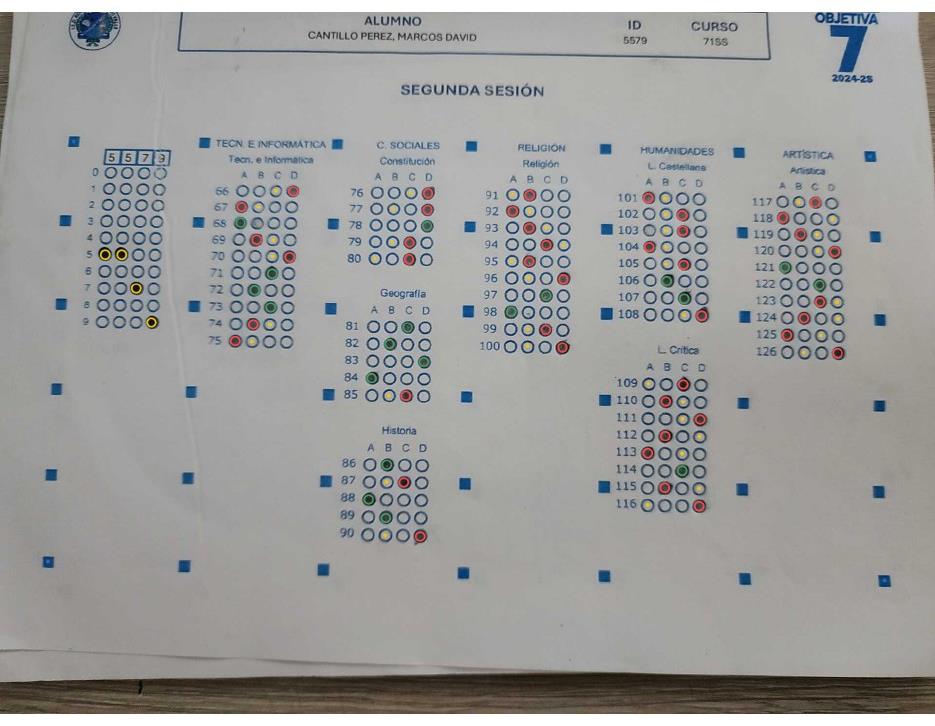 ALUMNO
CANTILLO PEREZ, MARCOS DAVID
ID
5579
CURSO
71SS
OBJETIVA
7
2024-25
SEGUNDA SESIÓN
5 5 7 9
0
1
2
3
4
5
6
7
8
9
TECN. E INFORMÁTICA
Tecn. e Informática
A B C D
66
67
68
69
70
71
72
73
74
75
C. SOCIALES
Constitución
A B C D
76
77
78
79
80
Geografía
A B C D
81
82
83
84
85
Historia
A B C D
86
87
88
89
90
RELIGIÓN
Religión
A B C D
91
92
93
94
95
96
97
98
99
100
HUMANIDADES
L. Castellana
A B C D
101
102
103
104
105
106
107
108
L. Crítica
A B C D
109
110
111
112
113
114
115
116
ARTÍSTICA
Artística
A B C D
117
118
119
120
121
122
123
124
125
126